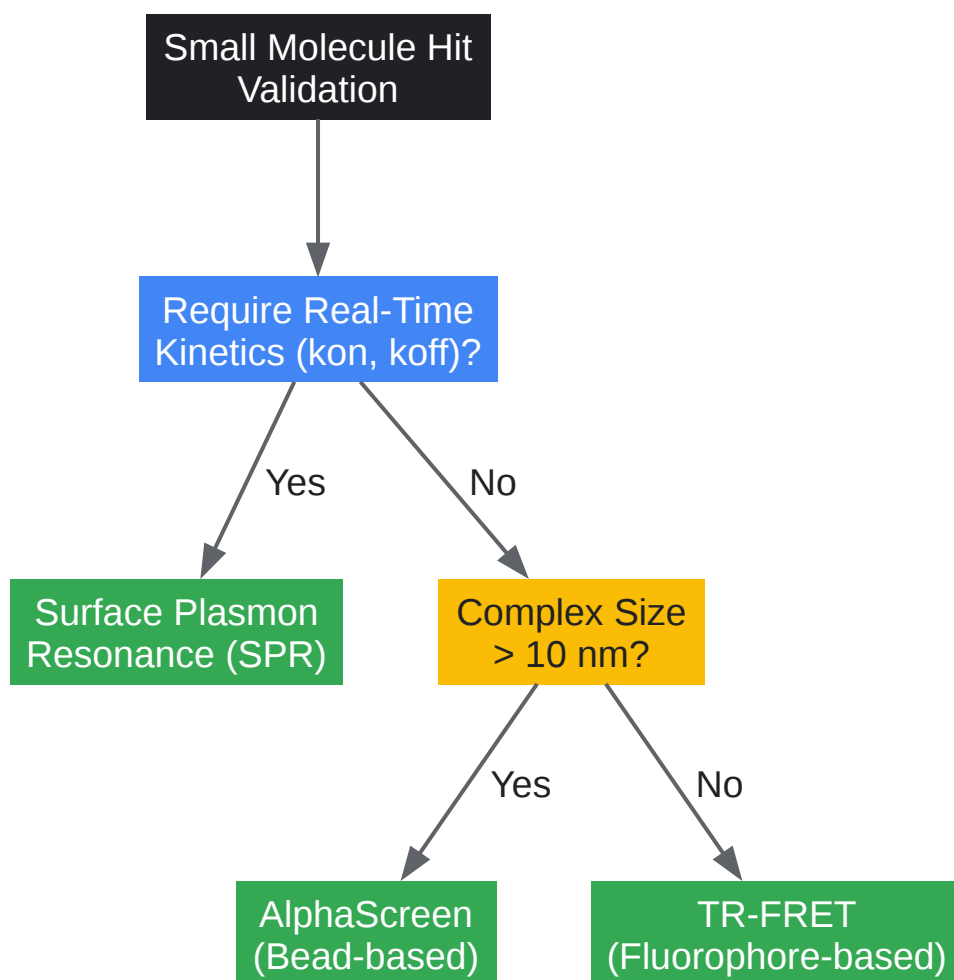 Small Molecule Hit
Validation
Require Real-Time
Kinetics (kon, koff)?
Yes
No
Surface Plasmon
Resonance (SPR)
Complex Size
> 10 nm?
Yes
No
AlphaScreen
(Bead-based)
TR-FRET
(Fluorophore-based)